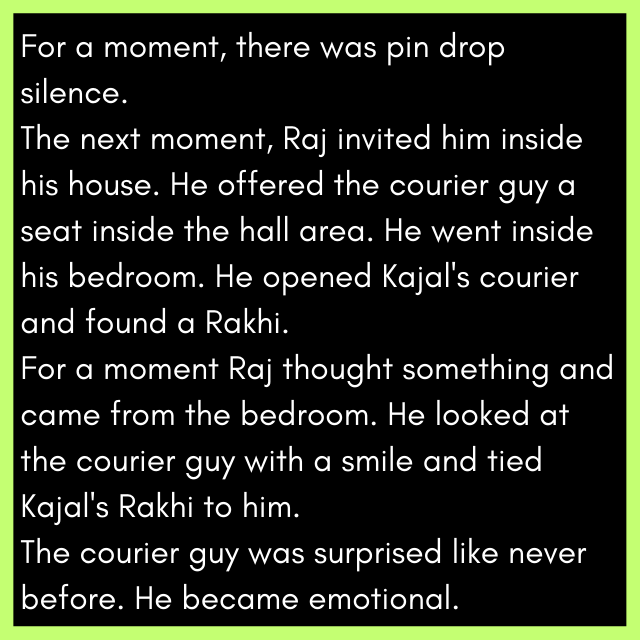 For a moment, there was pin drop
silence.
The next moment, Raj invited him inside
his house. He offered the courier guy a
seat inside the hall area. He went inside
his bedroom. He opened Kajal's courier
and found a Rakhi.
For a moment Raj thought something and
came from the bedroom. He looked at
the courier guy with a smile and tied
Kajal's Rakhi to him.
The courier guy was surprised like never
before. He became emotional.